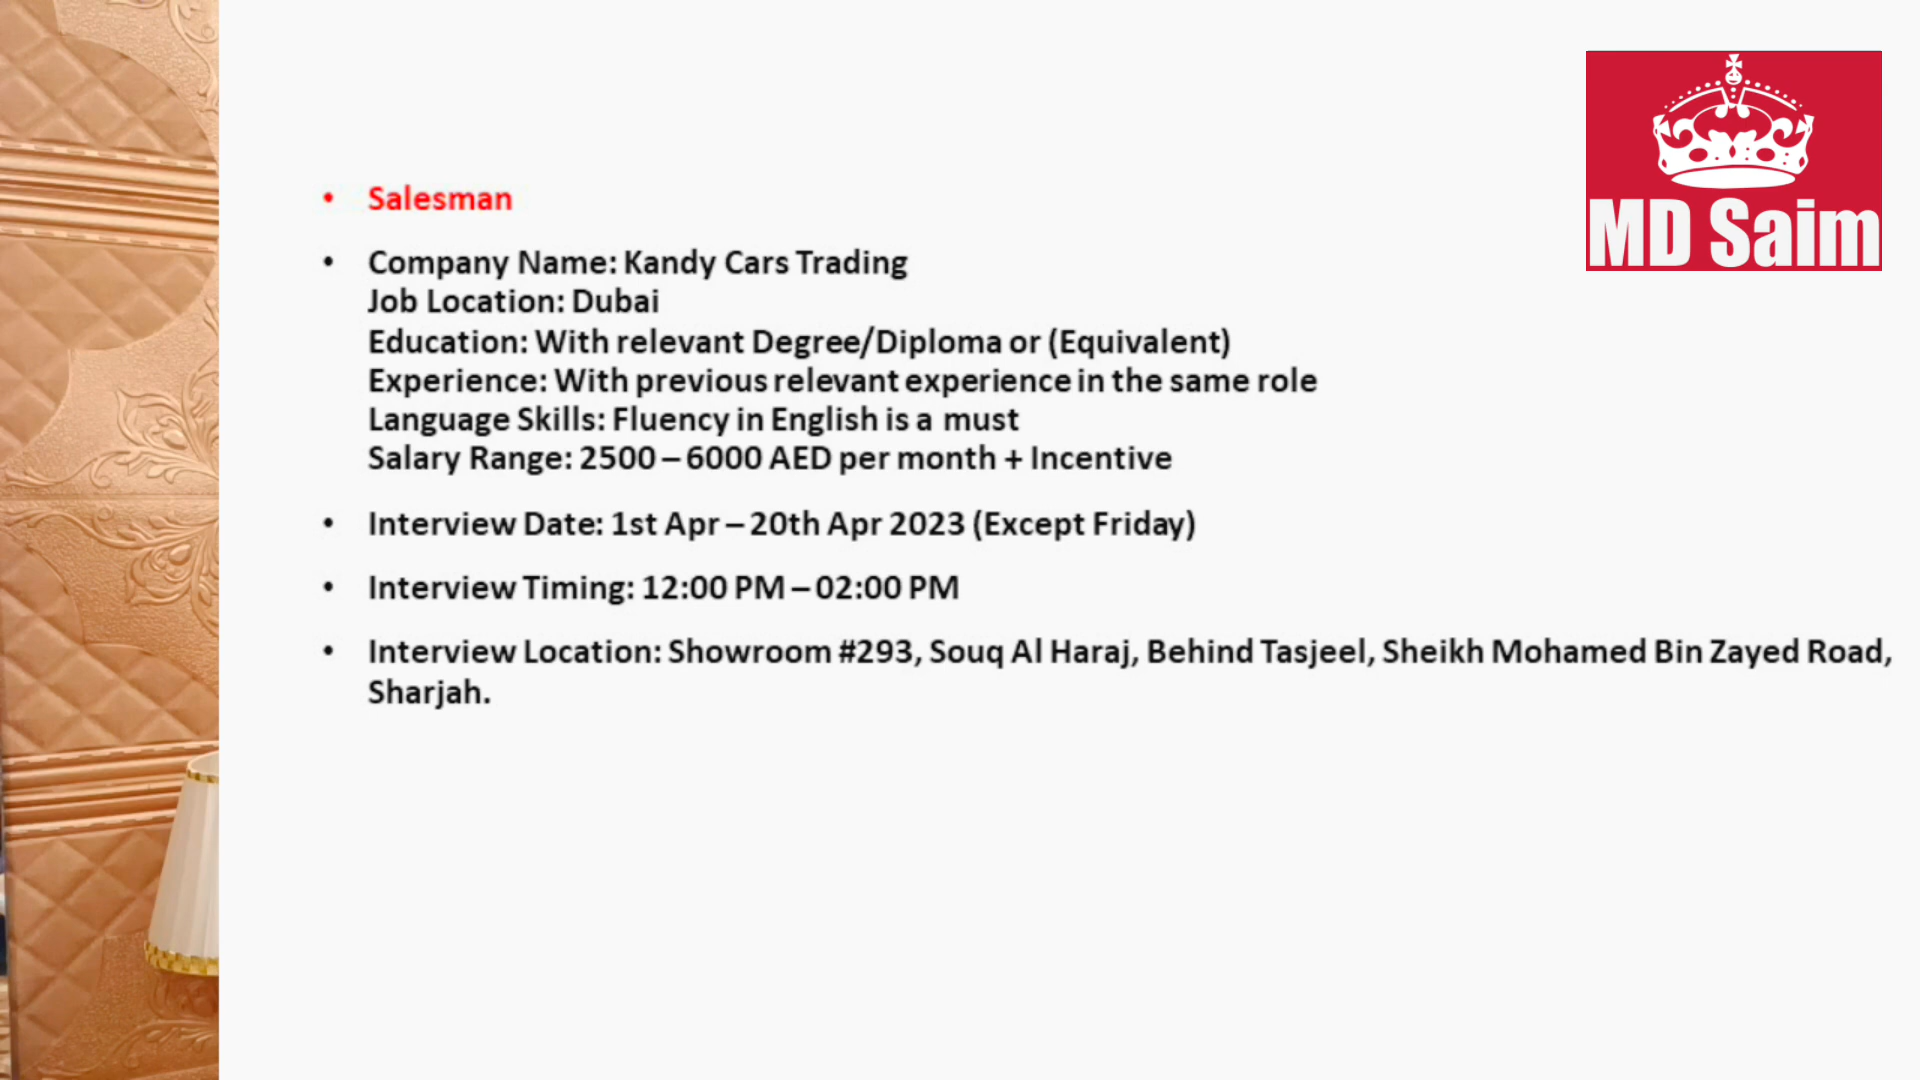 MD Saim
Salesman
Company Name: Kandy Cars Trading
Job Location: Dubai
Education: With relevant Degree/Diploma or (Equivalent)
Experience: With previous relevant experience in the same role
Language Skills: Fluency in English is a must
Salary Range: 2500 – 6000 AED per month + Incentive
Interview Date: 1st Apr – 20th Apr 2023 (Except Friday)
Interview Timing: 12:00 PM – 02:00 PM
Interview Location: Showroom #293, Souq Al Haraj, Behind Tasjeel, Sheikh Mohamed Bin Zayed Road,
Sharjah.